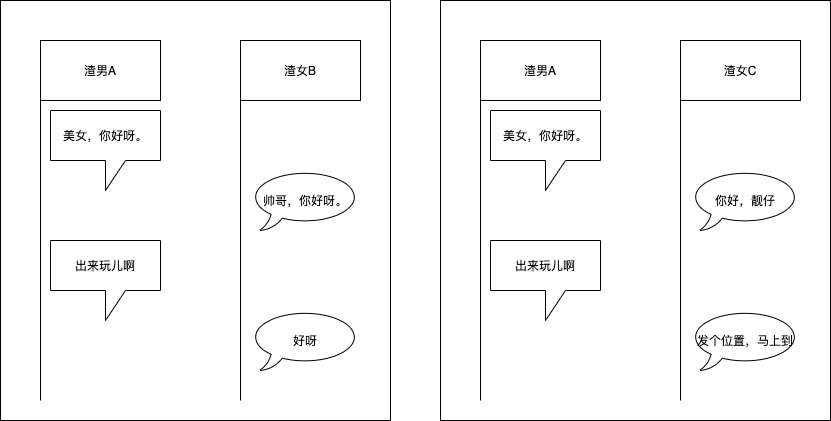 渣男A
渣女B
美女，你好呀。
帅哥，你好呀。
出来玩儿啊
好呀
渣男A
渣女C
美女，你好呀。
你好，靓仔
出来玩儿啊
发个位置，马上到